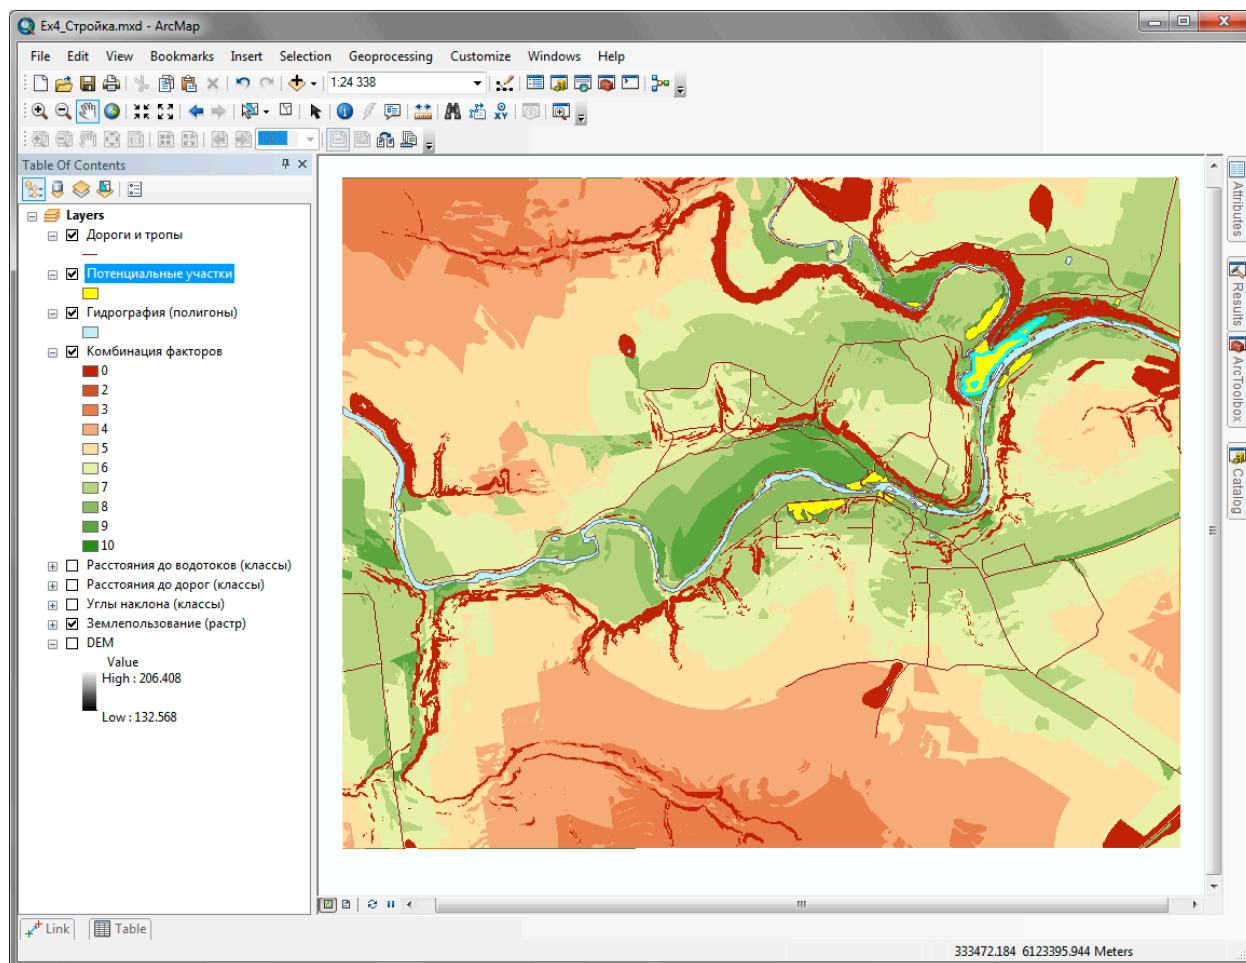 Ex4_Стройка.mxd - ArcMap
File Edit View Bookmarks Insert Selection Geoprocessing Customize Windows Help
1:24 338
100%
Table Of Contents
Layers
Дороги и тропы
Потенциальные участки
Гидрография (полигоны)
Комбинация факторов
0
2
3
4
5
6
7
8
9
10
Расстояния до водотоков (классы)
Расстояния до дорог (классы)
Углы наклона (классы)
Землепользование (растр)
DEM
Value
High : 206.408
Low : 132.568
Attributes
Results
ArcToolbox
Catalog
Link Table
333472.184 6123395.944 Meters